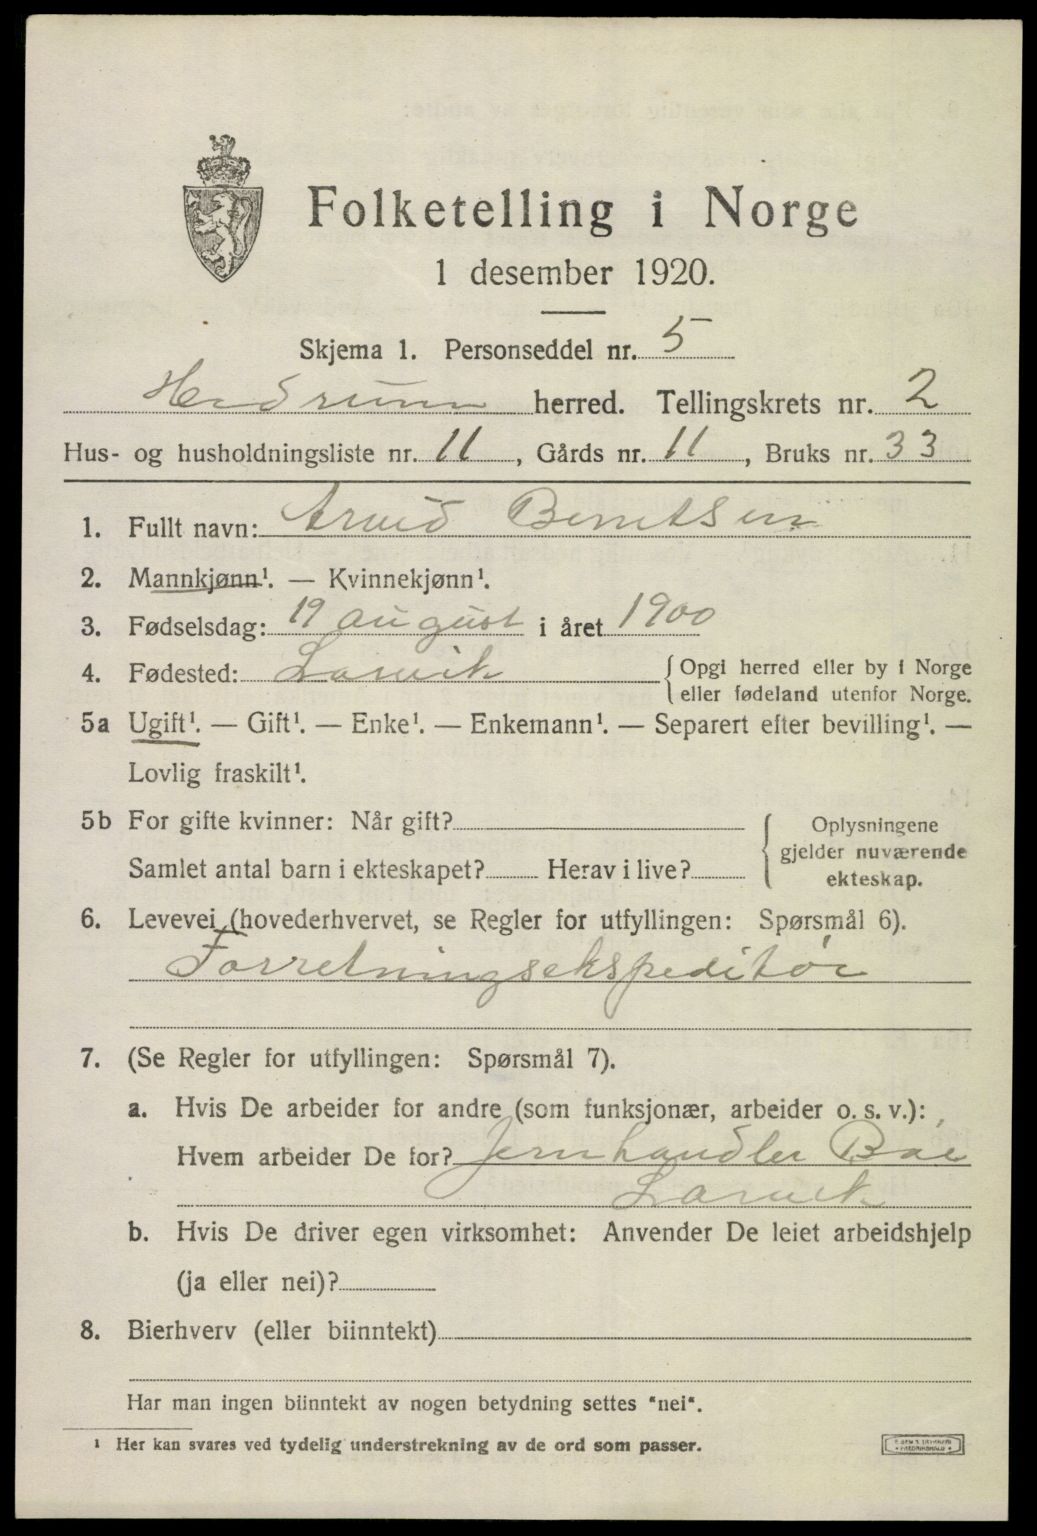 Folketelling i Norge
1 desember 1920.
Skjema 1. Personseddel nr. 5
Hedrum herred. Tellingskrets nr. 2
Hus- og husholdningsliste nr. 11, Gårds nr. 11, Bruks nr. 33
1. Fullt navn: Arvid Berntsen
2. Mannkjønn¹. — Kvinnekjønn¹.
3. Fødselsdag: 19 august i året 1900
4. Fødested: Larvik { Opgi herred eller by i Norge
eller fødeland utenfor Norge.
5a Ugift¹. — Gift¹. — Enke¹. — Enkemann¹. — Separert efter bevilling¹. —
Lovlig fraskilt¹.
5b For gifte kvinner: Når gift?
Samlet antal barn i ekteskapet? Herav i live?
{ Oplysningene
gjelder nuværende
ekteskap.
6. Levevei (hovederhvervet, se Regler for utfyllingen: Spørsmål 6).
Forretningsekspeditør
7. (Se Regler for utfyllingen: Spørsmål 7).
a. Hvis De arbeider for andre (som funksjonær, arbeider o. s. v.):
Hvem arbeider De for? Jernhandler Boe
Larvik
b. Hvis De driver egen virksomhet: Anvender De leiet arbeidshjelp
(ja eller nei)?
8. Bierhverv (eller biinntekt)
Har man ingen biinntekt av nogen betydning settes "nei".
¹ Her kan svares ved tydelig understrekning av de ord som passer.